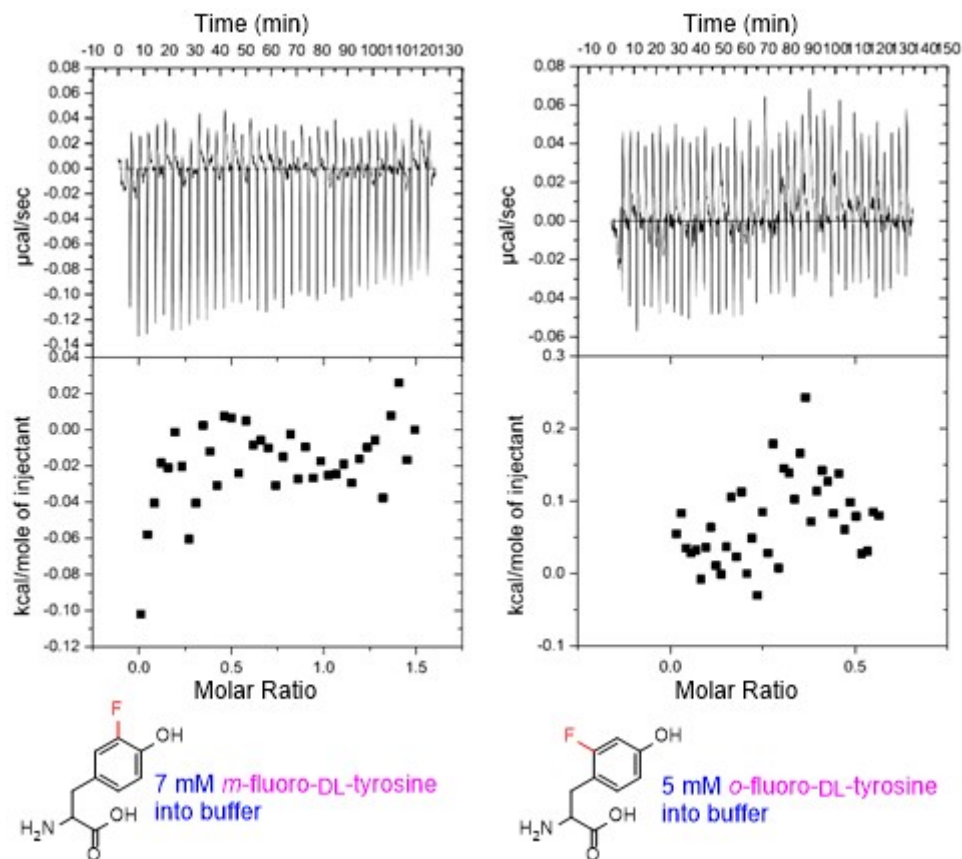 Time (min)
-10 0 10 20 30 40 50 60 70 80 90 100 110 120 130
0.08
0.06
0.04
0.02
0.00
-0.02
-0.04
-0.06
-0.08
-0.10
-0.12
-0.14
µcal/sec
0.04
0.02
0.00
-0.02
-0.04
-0.06
-0.08
-0.10
-0.12
kcal/mole of injectant
0.0 0.5 1.0 1.5
Molar Ratio
F
OH
OH
H2N
O
7 mM m-fluoro-DL-tyrosine
into buffer
Time (min)
-10 0 10 20 30 40 50 60 70 80 90 100 110 120 130 140 150
0.08
0.06
0.04
0.02
0.00
-0.02
-0.04
-0.06
µcal/sec
0.3
0.2
0.1
0.0
-0.1
kcal/mole of injectant
0.0 0.5
Molar Ratio
F
OH
OH
H2N
O
5 mM o-fluoro-DL-tyrosine
into buffer